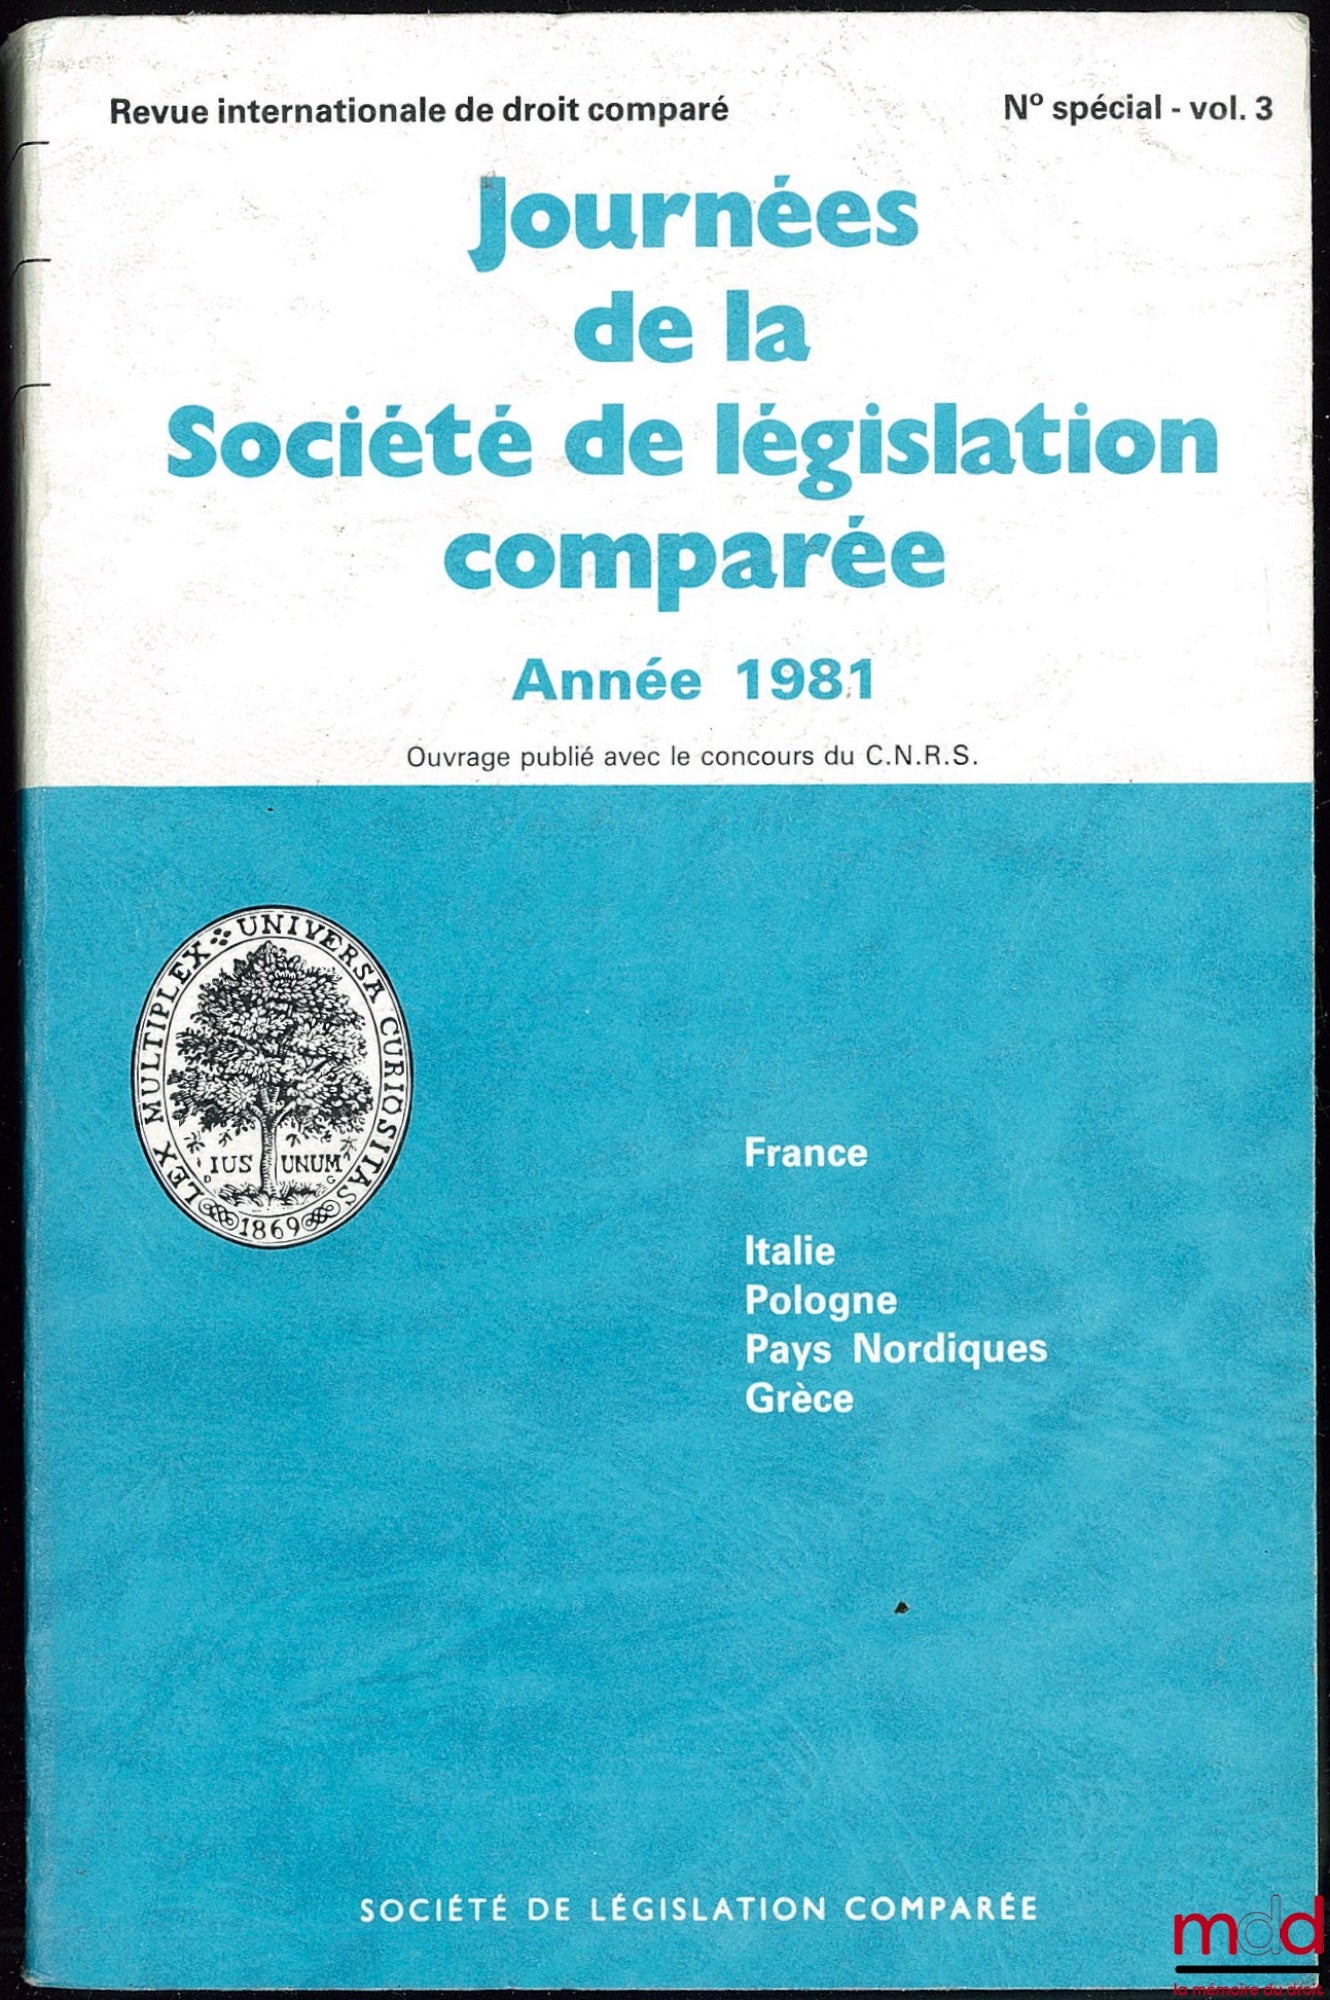 Revue internationale de droit comparé
Nº spécial - vol. 3
Journées
de la
Société de législation
comparée
Année 1981
Ouvrage publié avec le concours du C.N.R.S.
LEX MULTIPLEX UNIVERSA CURIOSITAS
IUS UNUM
D G
1869
France
Italie
Pologne
Pays Nordiques
Grèce
SOCIÉTÉ DE LÉGISLATION COMPARÉE
mdd
la mémoire du droit